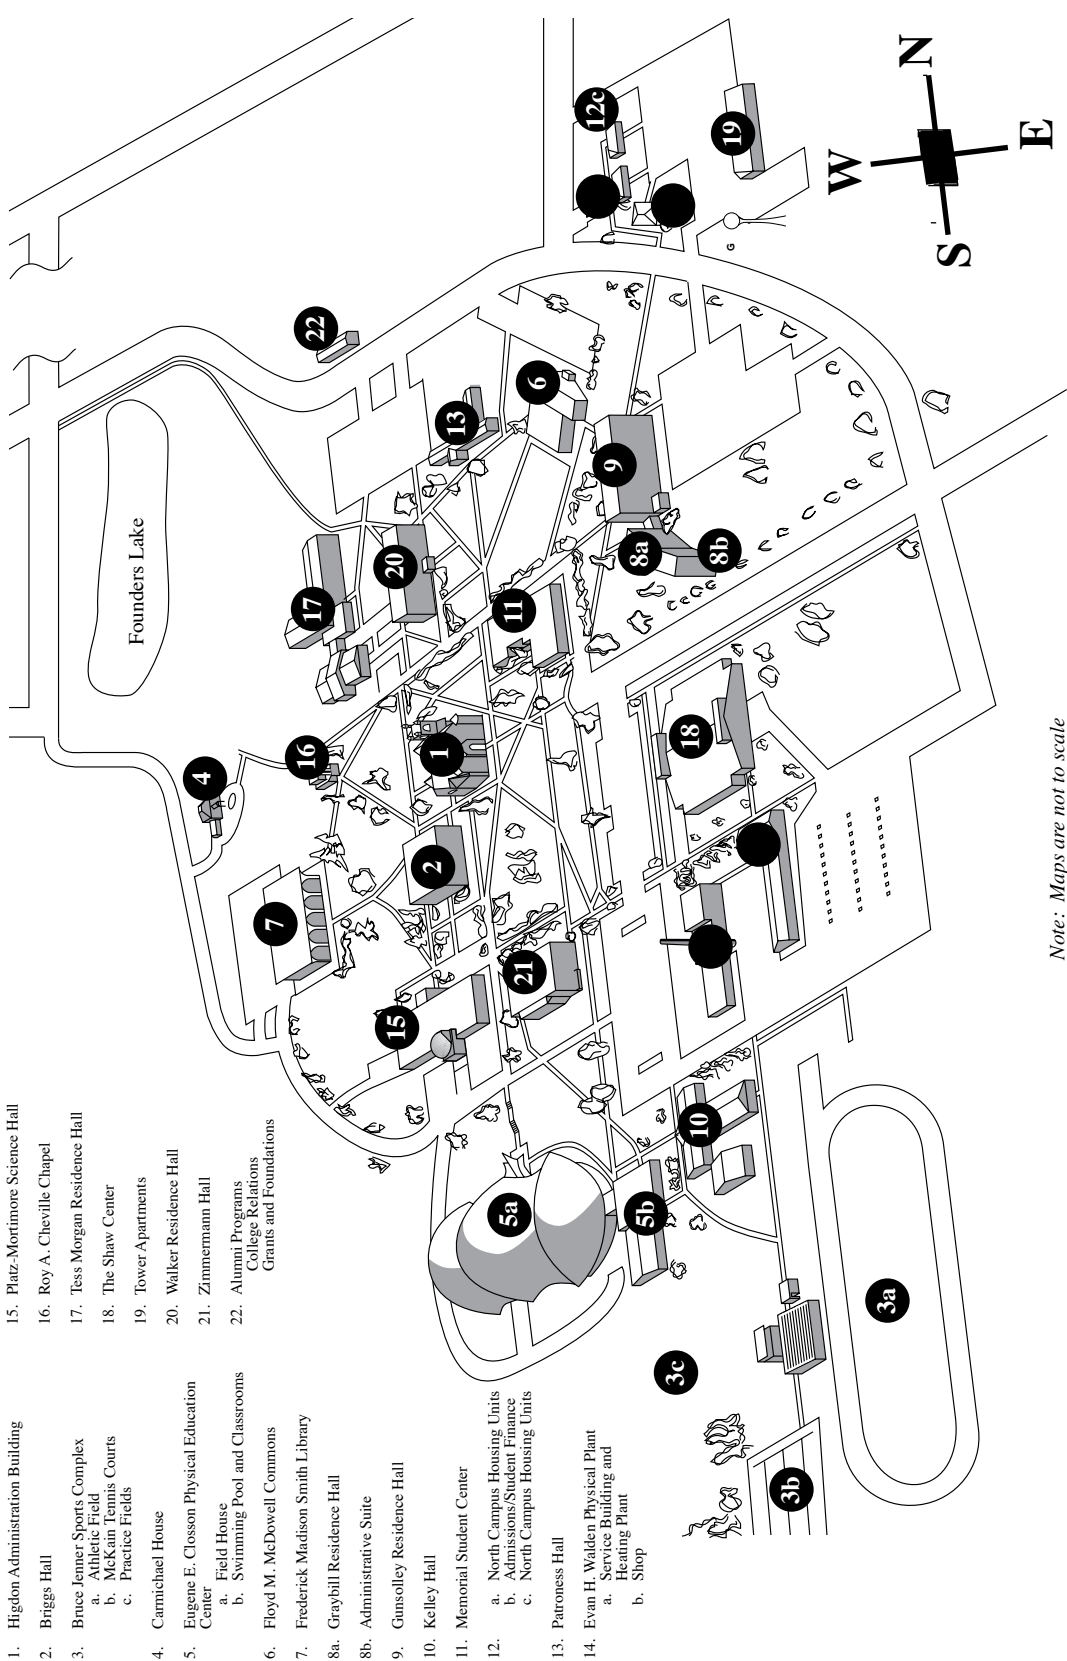 1. Higdon Administration Building
2. Briggs Hall
3. Bruce Jenner Sports Complex
a. Athletic Field
b. McKain Tennis Courts
c. Practice Fields
4. Carmichael House
5. Eugene E. Closson Physical Education
Center
a. Field House
b. Swimming Pool and Classrooms
6. Floyd M. McDowell Commons
7. Frederick Madison Smith Library
8a. Graybill Residence Hall
8b. Administrative Suite
9. Gunsolley Residence Hall
10. Kelley Hall
11. Memorial Student Center
12.
a. North Campus Housing Units
b. Admissions/Student Finance
c. North Campus Housing Units
13. Patroness Hall
14. Evan H. Walden Physical Plant
a. Service Building and
Heating Plant
b. Shop
15. Platz-Mortimore Science Hall
16. Roy A. Cheville Chapel
17. Tess Morgan Residence Hall
18. The Shaw Center
19. Tower Apartments
20. Walker Residence Hall
21. Zimmermann Hall
22. Alumni Programs
College Relations
Grants and Foundations
Founders Lake
4
16
17
20
22
13
6
12c
19
7
2
1
11
9
8a
8b
15
21
18
5a
5b
10
3c
3b
3a
G
N
W
E
S
Note: Maps are not to scale